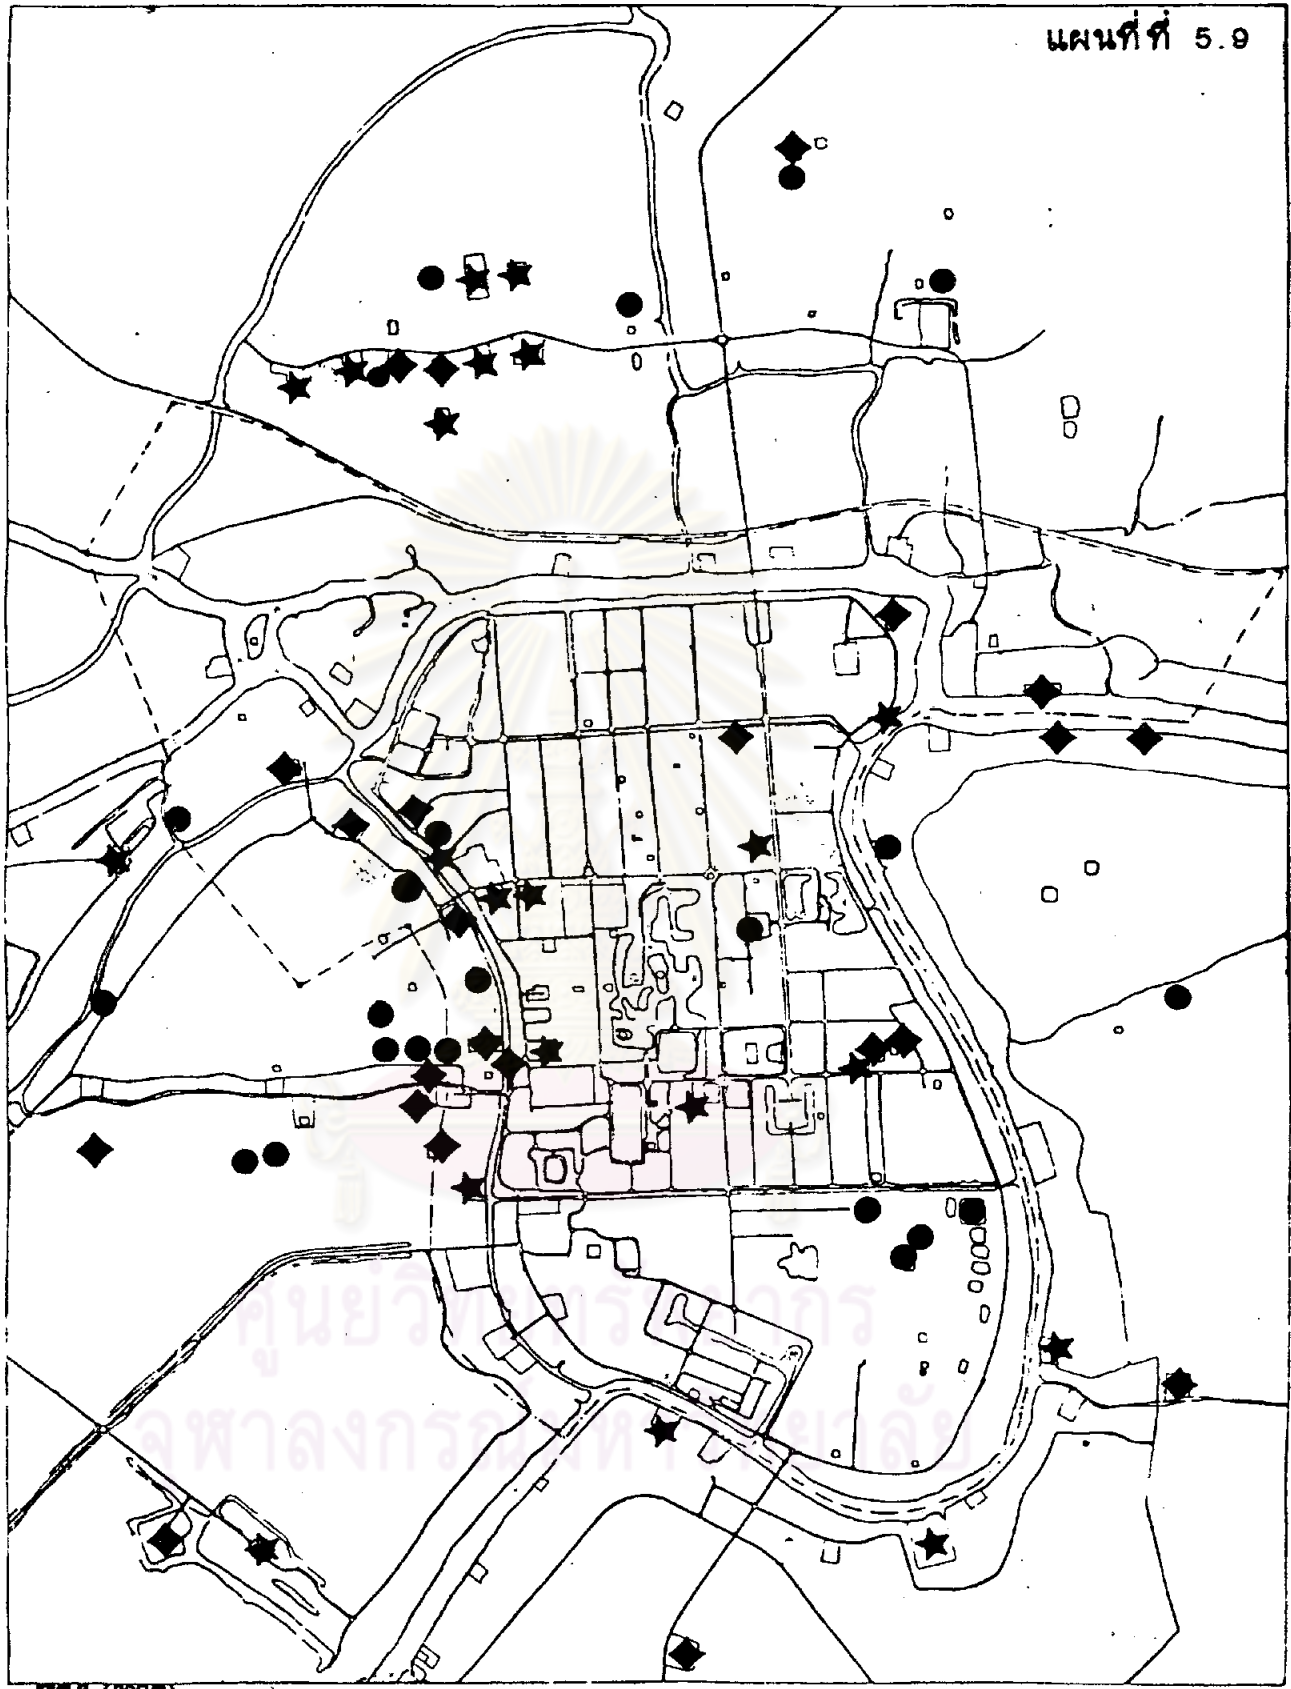 แผนที่ที่ 5.9
ศูนย์วิทยทรัพยากร
จุฬาลงกรณ์มหาวิทยาลัย